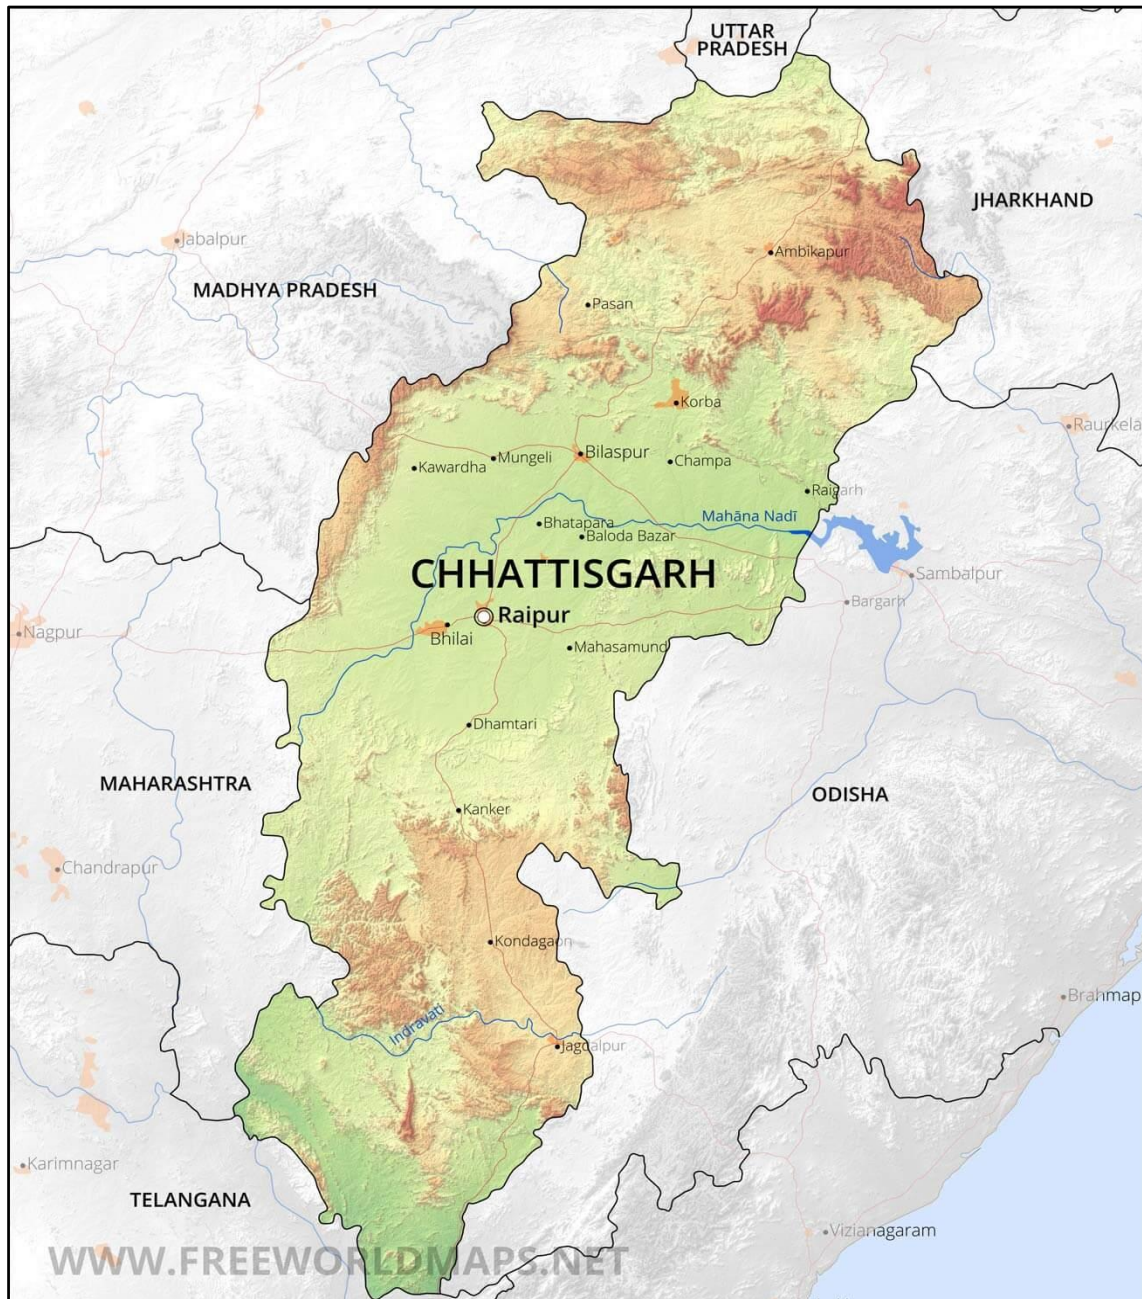 UTTAR
PRADESH
JHARKHAND
Jabalpur
Ambikapur
MADHYA PRADESH
Pasan
Korba
Raurkela
Bilaspur
Mungeli
Champa
Kawardha
Raigarh
Mahāna Nadī
Bhatapara
Baloda Bazar
CHHATTISGARH
Sambalpur
Bargarh
Raipur
Nagpur
Bhilai
Mahasamund
Dhamtari
MAHARASHTRA
ODISHA
Kanker
Chandrapur
Kondagaon
Brahmap
Indravati
Jagdalpur
Karimnagar
TELANGANA
Vizianagaram
WWW.FREEWORLDMAPS.NET